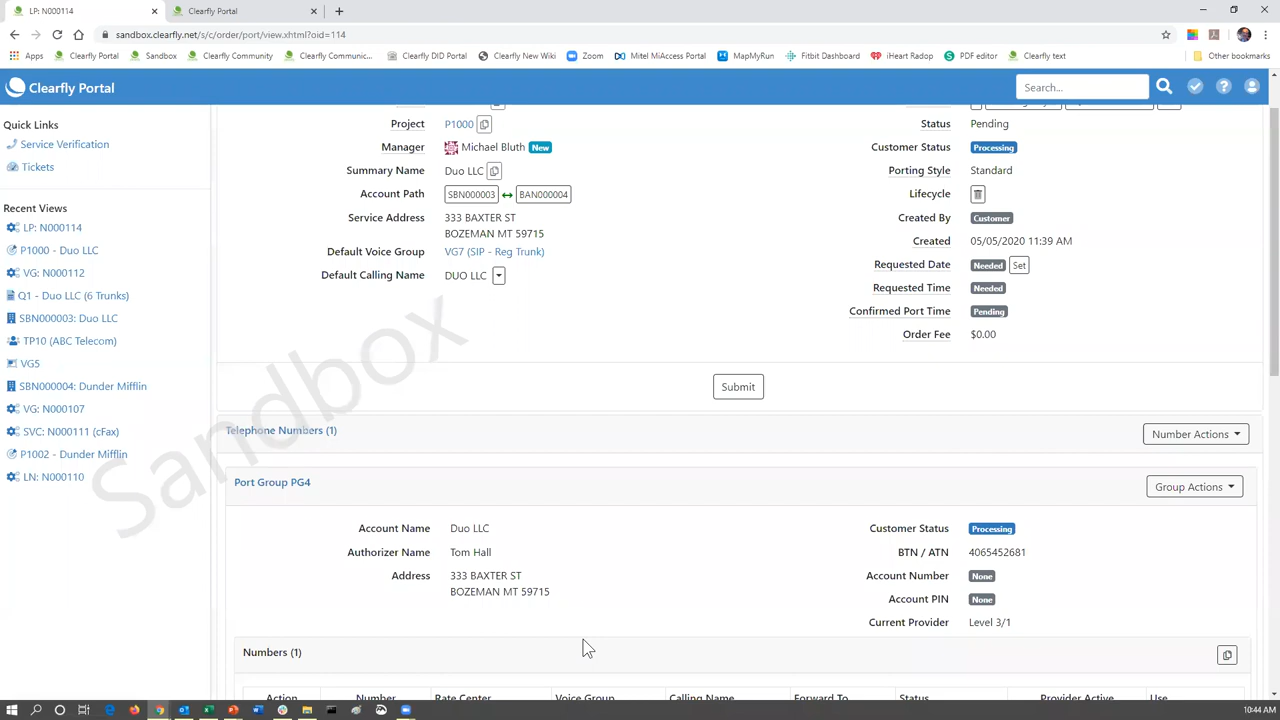 LP: N000114
Clearfly Portal
sandbox.clearfly.net/s/c/order/port/view.xhtml?oid=114
Apps
Clearfly Portal
Sandbox
Clearfly Community
Clearfly Communic...
Clearfly DID Portal
Clearfly New Wiki
Zoom
Mitel MiAccess Portal
MapMyRun
Fitbit Dashboard
iHeart Radop
PDF editor
Clearfly text
Other bookmarks
Clearfly Portal
Search...
Quick Links
Service Verification
Tickets
Recent Views
LP: N000114
P1000 - Duo LLC
VG: N000112
Q1 - Duo LLC (6 Trunks)
SBN000003: Duo LLC
TP10 (ABC Telecom)
VG5
SBN000004: Dunder Mifflin
VG: N000107
SVC: N000111 (cFax)
P1002 - Dunder Mifflin
LN: N000110
Project P1000
Manager Michael Bluth New
Summary Name Duo LLC
Account Path SBN000003 BAN000004
Service Address 333 BAXTER ST
BOZEMAN MT 59715
Default Voice Group VG7 (SIP - Reg Trunk)
Default Calling Name DUO LLC
Status Pending
Customer Status Processing
Porting Style Standard
Lifecycle
Created By Customer
Created 05/05/2020 11:39 AM
Requested Date Needed Set
Requested Time Needed
Confirmed Port Time Pending
Order Fee $0.00
Submit
Sandbox
Telephone Numbers (1)
Number Actions
Port Group PG4
Group Actions
Account Name Duo LLC
Authorizer Name Tom Hall
Address 333 BAXTER ST
BOZEMAN MT 59715
Customer Status Processing
BTN / ATN 4065452681
Account Number None
Account PIN None
Current Provider Level 3/1
Numbers (1)
Action Number Rate Center Voice Group Calling Name Forward To Status Provider Active Use
10:44 AM